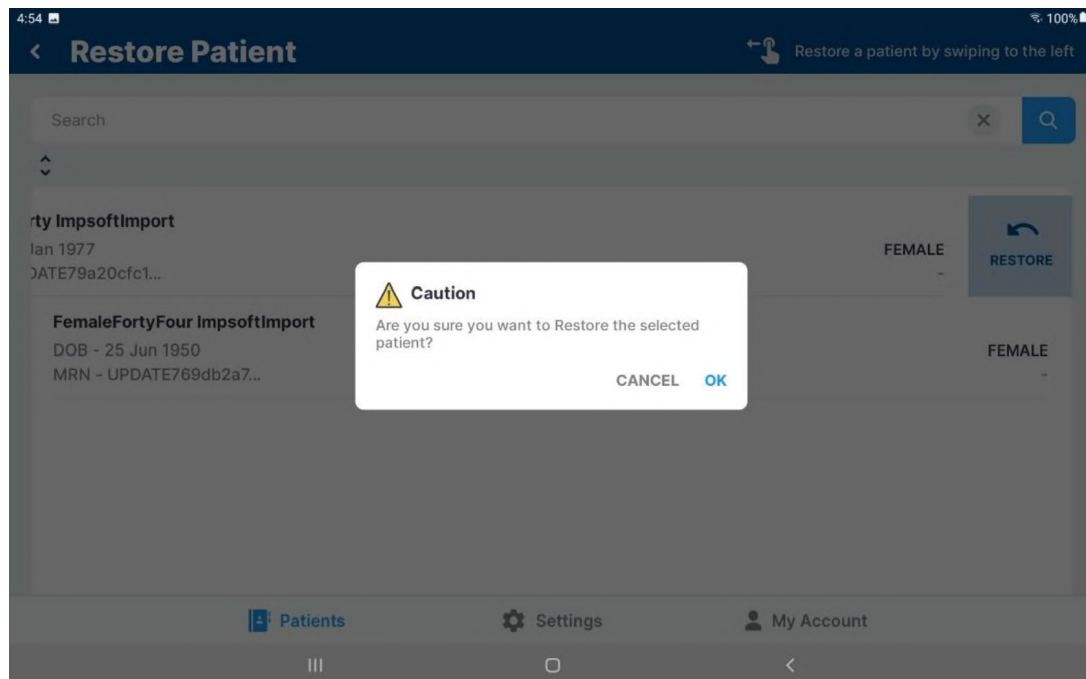 4:54 100%
Restore Patient
Restore a patient by swiping to the left
Search
rty ImpsoftImport
Jan 1977
DATE79a20cfc1...
FEMALE
-
RESTORE
FemaleFortyFour ImpsoftImport
DOB - 25 Jun 1950
MRN - UPDATE769db2a7...
FEMALE
-
Caution
Are you sure you want to Restore the selected
patient?
CANCEL OK
Patients Settings My Account